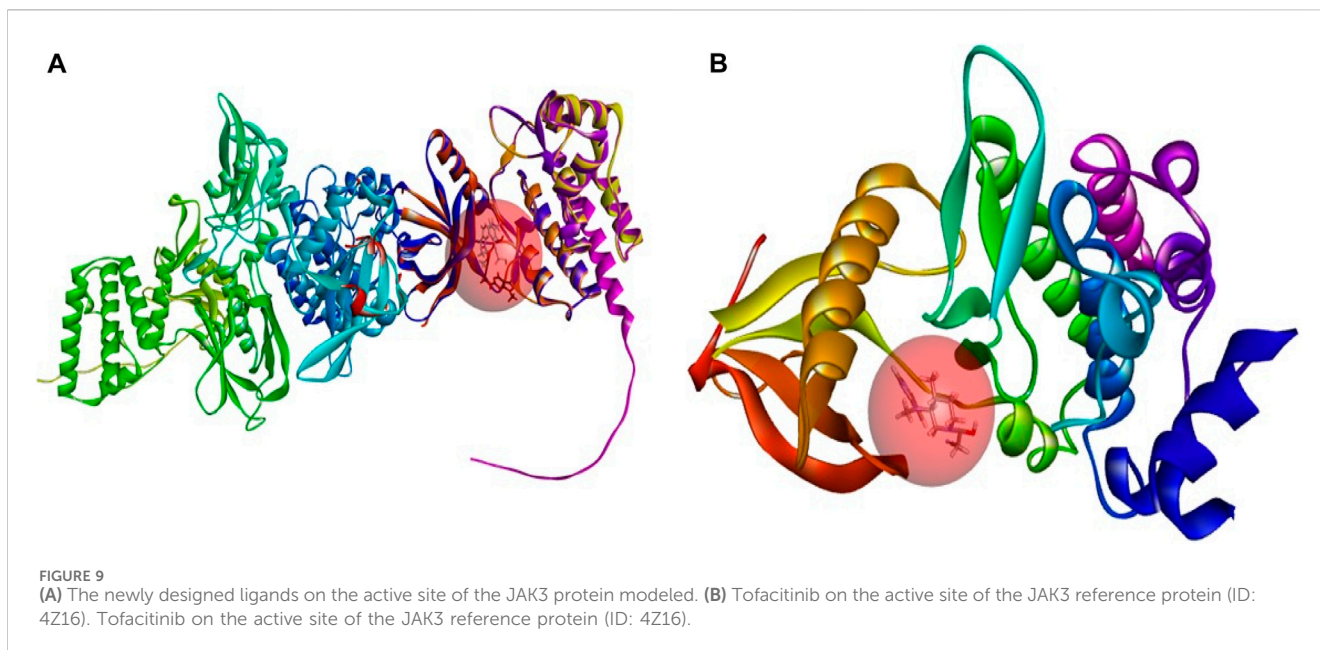 A
B
FIGURE 9
(A) The newly designed ligands on the active site of the JAK3 protein modeled. (B) Tofacitinib on the active site of the JAK3 reference protein (ID:
4Z16). Tofacitinib on the active site of the JAK3 reference protein (ID: 4Z16).